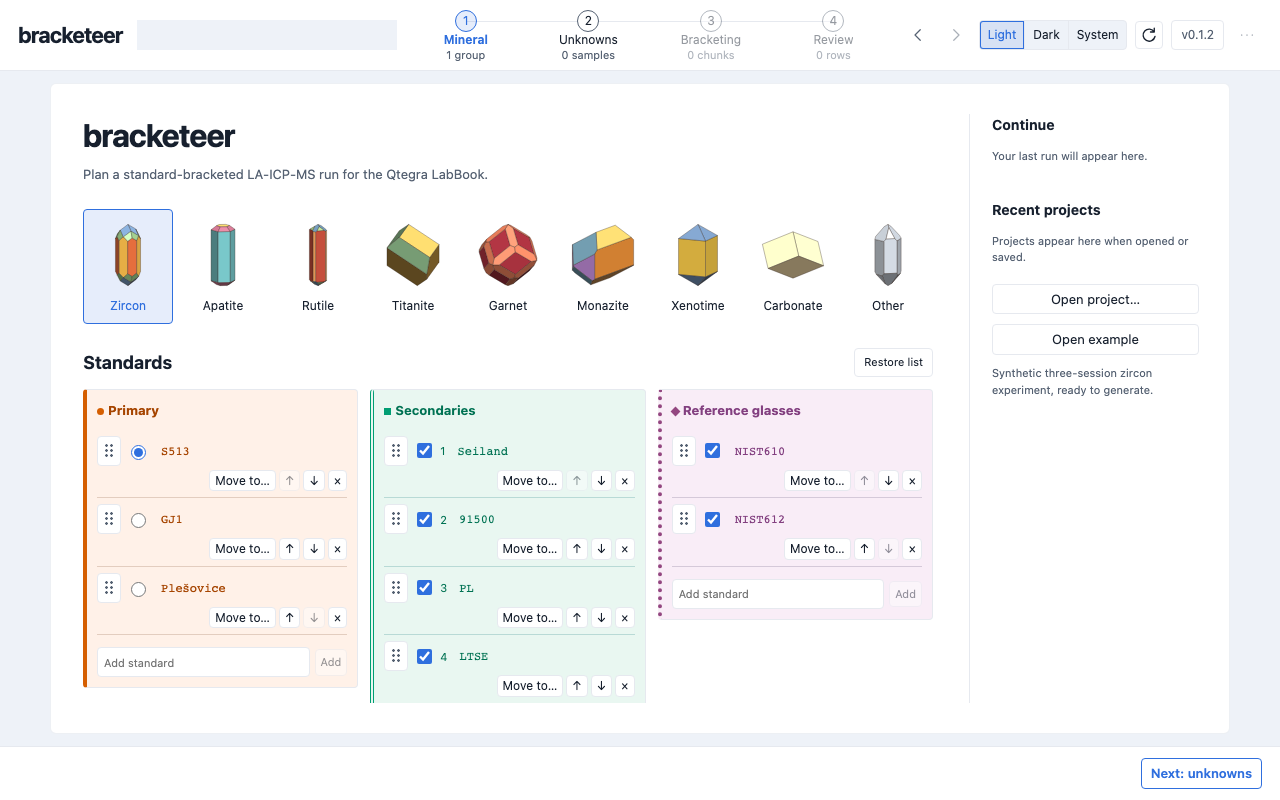 bracketeer
1
2
3
4
Mineral
Unknowns
Bracketing
Review
1 group
0 samples
0 chunks
0 rows
Light
Dark
System
v0.1.2
bracketeer
Plan a standard-bracketed LA-ICP-MS run for the Qtegra LabBook.
Zircon
Apatite
Rutile
Titanite
Garnet
Monazite
Xenotime
Carbonate
Other
Standards
Restore list
Primary
S513
Move to... ↑ ↓ ×
GJ1
Move to... ↑ ↓ ×
Plešovice
Move to... ↑ ↓ ×
Add standard
Add
Secondaries
1 Seiland
Move to... ↑ ↓ ×
2 91500
Move to... ↑ ↓ ×
3 PL
Move to... ↑ ↓ ×
4 LTSE
Move to... ↑ ↓ ×
Reference glasses
NIST610
Move to... ↑ ↓ ×
NIST612
Move to... ↑ ↓ ×
Add standard
Add
Continue
Your last run will appear here.
Recent projects
Projects appear here when opened or
saved.
Open project...
Open example
Synthetic three-session zircon
experiment, ready to generate.
Next: unknowns